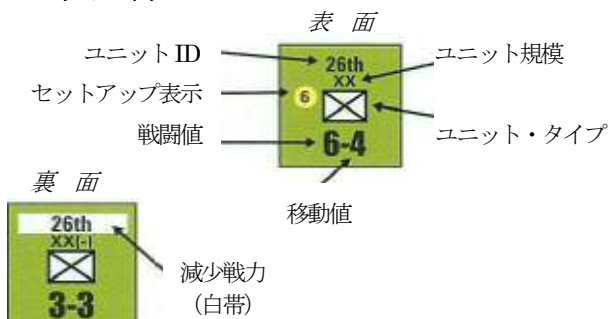 表 面
ユニット ID
セットアップ表示
戦闘値
26th
XX
6
6-4
ユニット規模
ユニット・タイプ
移動値
裏 面
26th
XX(-)
3-3
減少戦力
(白帯)